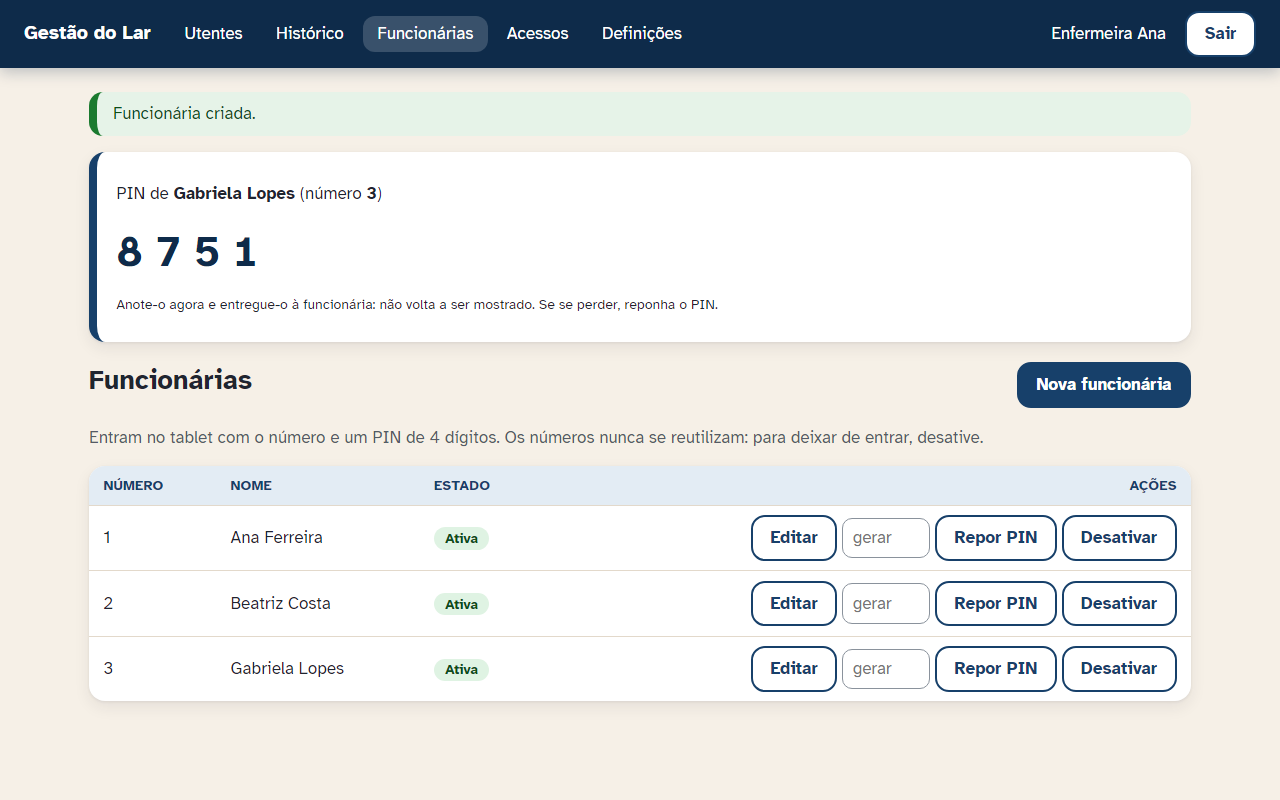 Gestão do Lar Utentes Histórico Funcionárias Acessos Definições Enfermeira Ana Sair
Funcionária criada.
PIN de Gabriela Lopes (número 3)
8751
Anote-o agora e entregue-o à funcionária: não volta a ser mostrado. Se se perder, reponha o PIN.
Funcionárias Nova funcionária
Entram no tablet com o número e um PIN de 4 dígitos. Os números nunca se reutilizam: para deixar de entrar, desative.
NÚMERO NOME ESTADO AÇÕES
1 Ana Ferreira Ativa Editar gerar Repor PIN Desativar
2 Beatriz Costa Ativa Editar gerar Repor PIN Desativar
3 Gabriela Lopes Ativa Editar gerar Repor PIN Desativar